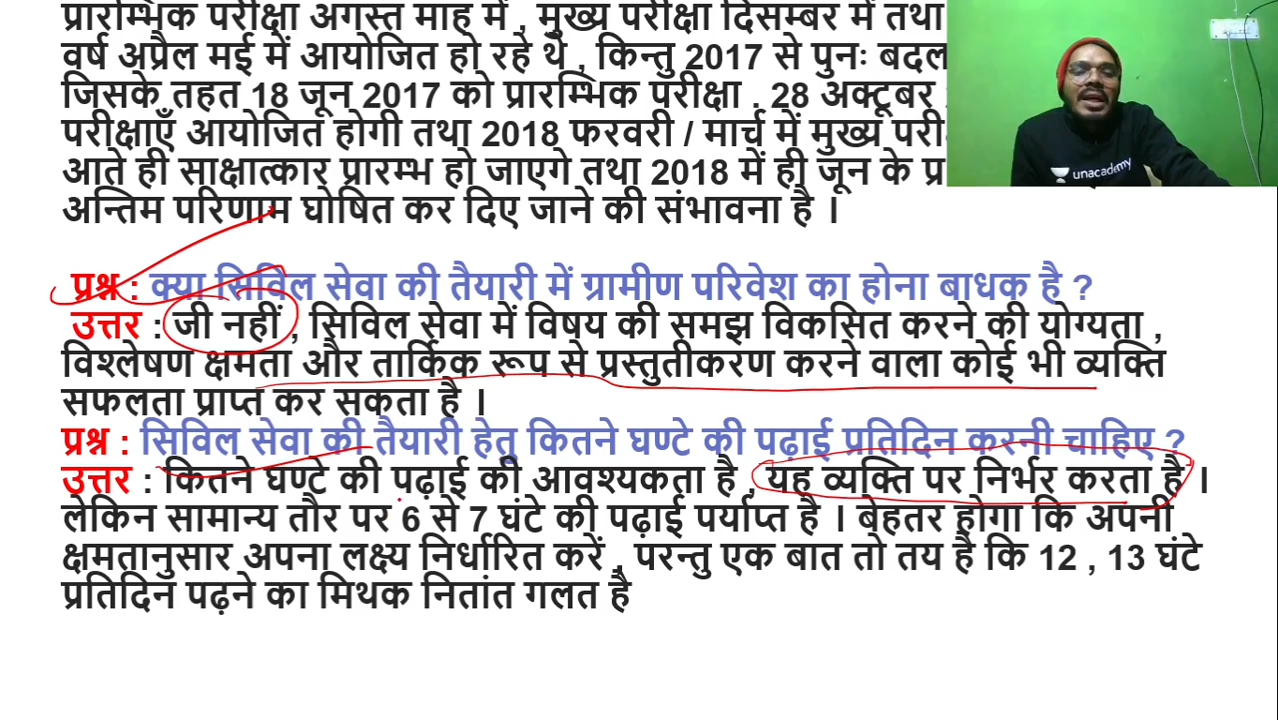 प्रारम्भिक परीक्षा अगस्त माह में , मुख्य परीक्षा दिसम्बर में तथा
वर्ष अप्रैल मई में आयोजित हो रहे थे , किन्तु 2017 से पुनः बदल
जिसके तहत 18 जून 2017 को प्रारम्भिक परीक्षा . 28 अक्टूबर
परीक्षाएँ आयोजित होगी तथा 2018 फरवरी / मार्च में मुख्य परी
आते ही साक्षात्कार प्रारम्भ हो जाएगे तथा 2018 में ही जून के प्र
अन्तिम परिणाम घोषित कर दिए जाने की संभावना है ।
unacademy
प्रश्न : क्या सिविल सेवा की तैयारी में ग्रामीण परिवेश का होना बाधक है ?
उत्तर : जी नहीं , सिविल सेवा में विषय की समझ विकसित करने की योग्यता ,
विश्लेषण क्षमता और तार्किक रूप से प्रस्तुतीकरण करने वाला कोई भी व्यक्ति
सफलता प्राप्त कर सकता है ।
प्रश्न : सिविल सेवा की तैयारी हेतु कितने घण्टे की पढ़ाई प्रतिदिन करनी चाहिए ?
उत्तर : कितने घण्टे की पढ़ाई की आवश्यकता है , यह व्यक्ति पर निर्भर करता है ।
लेकिन सामान्य तौर पर 6 से 7 घंटे की पढ़ाई पर्याप्त है । बेहतर होगा कि अपनी
क्षमतानुसार अपना लक्ष्य निर्धारित करें , परन्तु एक बात तो तय है कि 12 , 13 घंटे
प्रतिदिन पढ़ने का मिथक नितांत गलत है